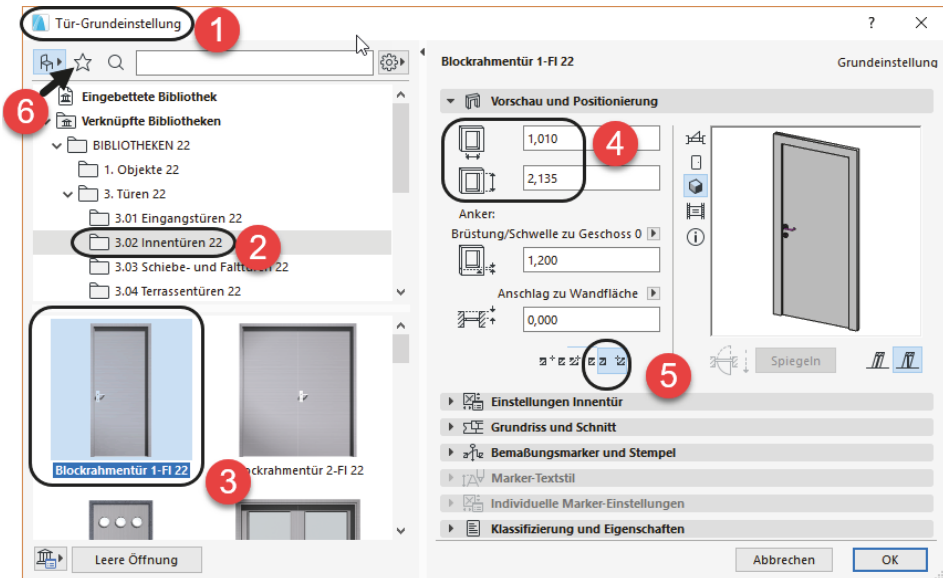 Tür-Grundeinstellung
1
?
6
Eingebettete Bibliothek
Verknüpfte Bibliotheken
BIBLIOTHEKEN 22
1. Objekte 22
3. Türen 22
3.01 Eingangstüren 22
3.02 Innentüren 22
2
3.03 Schiebe- und Falttüren 22
3.04 Terrassentüren 22
Blockrahmentür 1-Fl 22
ockrahmentür 2-Fl 22
3
Leere Öffnung
Blockrahmentür 1-Fl 22
Grundeinstellung
Vorschau und Positionierung
1,010
4
2,135
Anker:
Brüstung/Schwelle zu Geschoss 0
1,200
Anschlag zu Wandfläche
0,000
5
Spiegeln
Einstellungen Innentür
Grundriss und Schnitt
Bemaßungsmarker und Stempel
Marker-Textstil
Individuelle Marker-Einstellungen
Klassifizierung und Eigenschaften
Abbrechen
OK